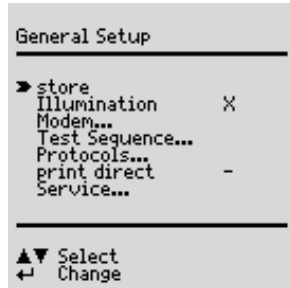 General Setup
➤ store
Illumination X
Modem...
Test Sequence...
Protocols...
print direct -
Service...
▲▼ Select
↵ Change